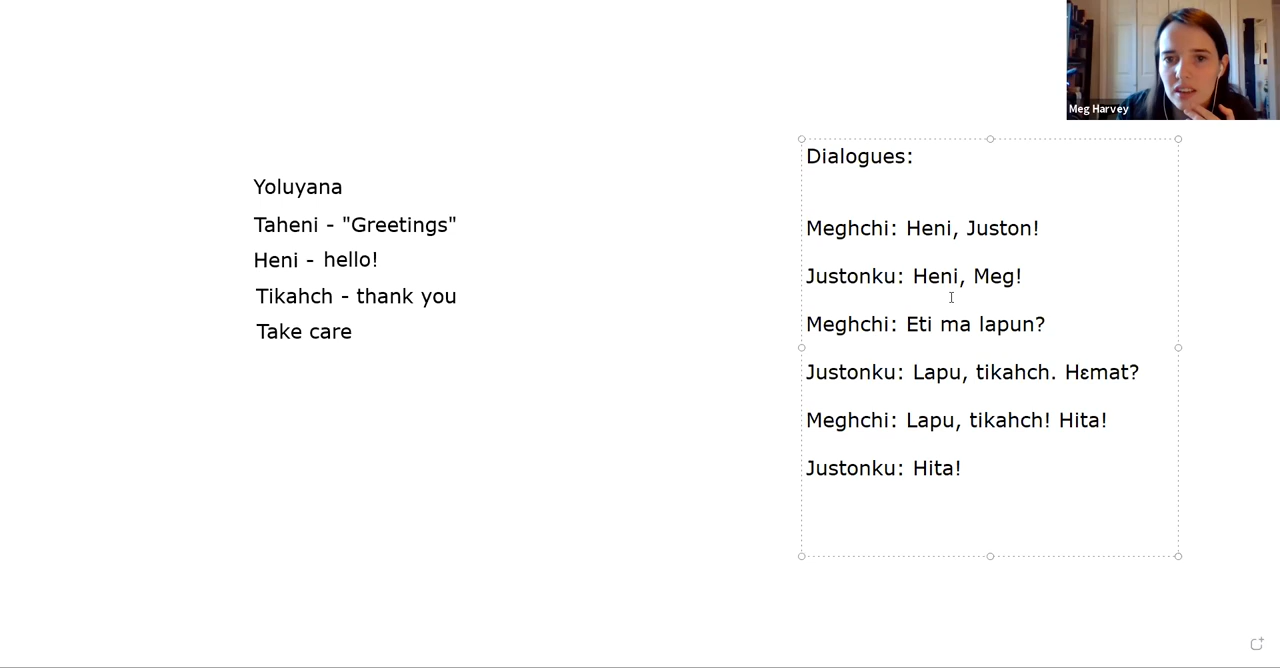 Meg Harvey
Yoluyana
Taheni - "Greetings"
Heni - hello!
Tikahch - thank you
Take care
Dialogues:
Meghchi: Heni, Juston!
Justonku: Heni, Meg!
Meghchi: Eti ma lapun?
Justonku: Lapu, tikahch. Hɛmat?
Meghchi: Lapu, tikahch! Hita!
Justonku: Hita!